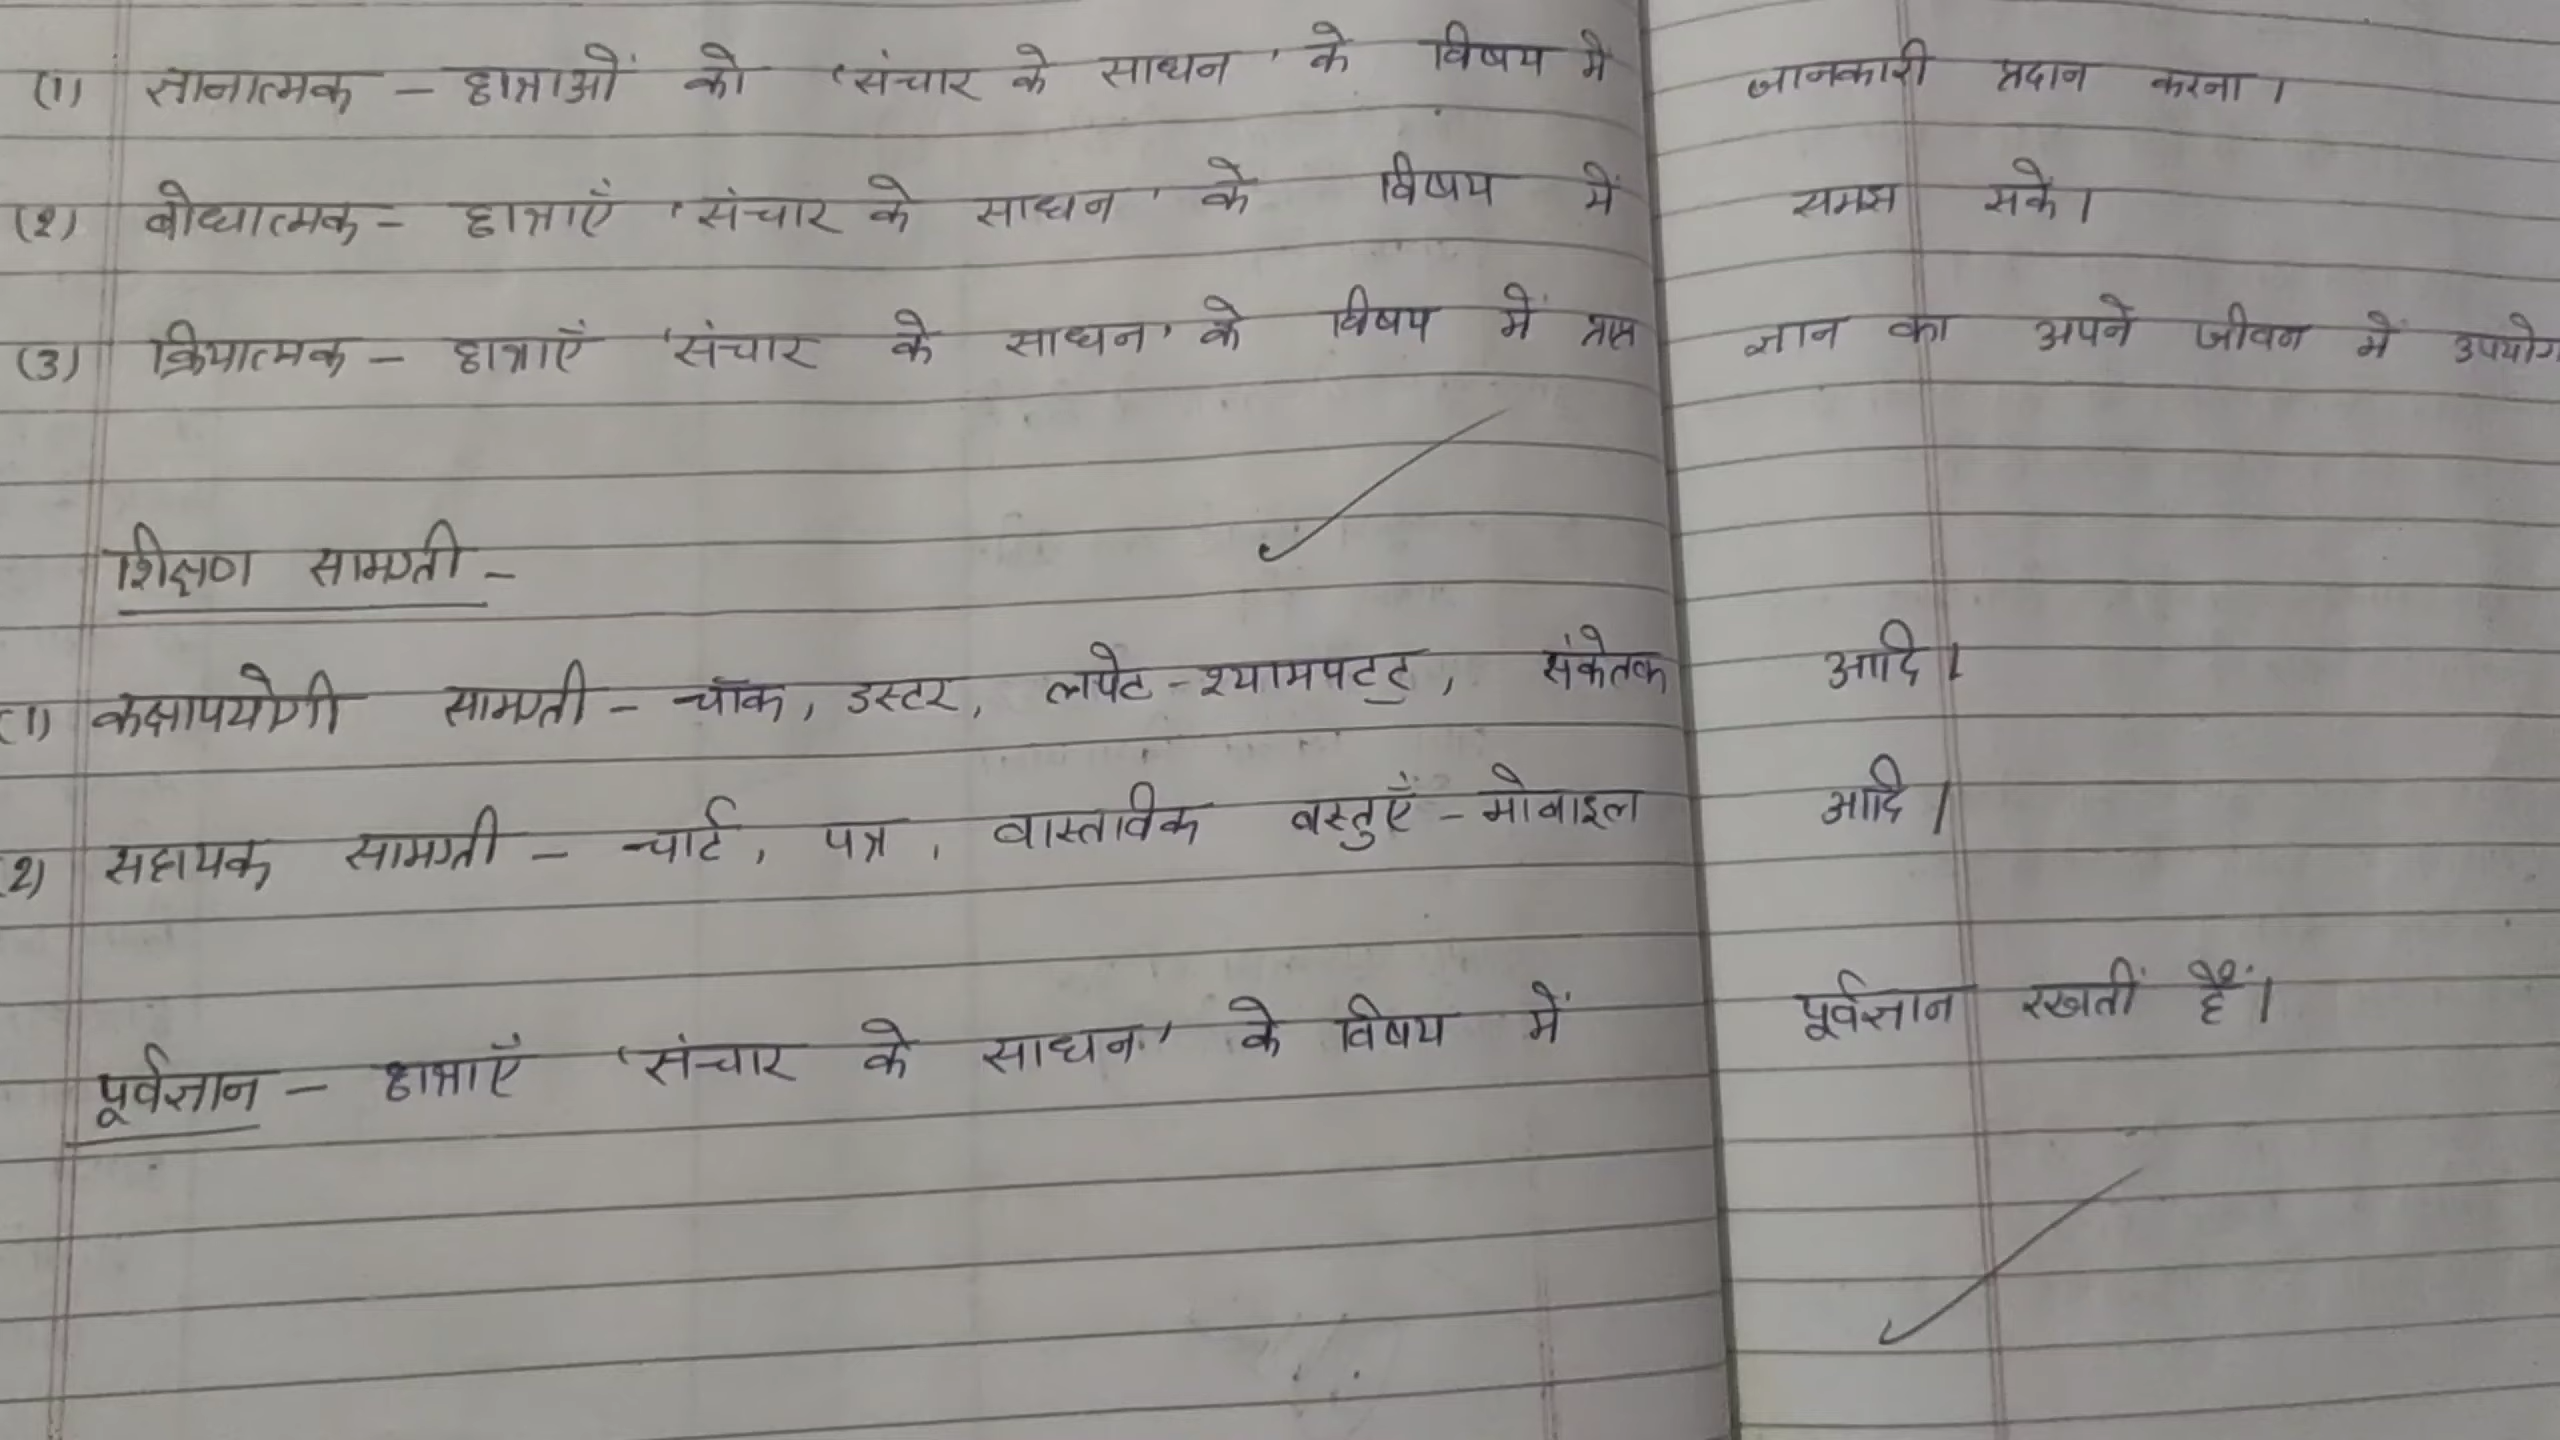 (1) ज्ञानात्मक - छात्राओं को 'संचार के साधन' के विषय में जानकारी प्रदान करना।
(2) बोधात्मक - छात्राएँ 'संचार के साधन' के विषय में समझ सकें।
(3) क्रियात्मक - छात्राएँ 'संचार के साधन' के विषय में प्राप्त ज्ञान का अपने जीवन में उपयोग
शिक्षण सामग्री -
(1) कक्षापयोगी सामग्री - चॉक, डस्टर, लपेट-श्यामपट्ट, संकेतक आदि।
(2) सहायक सामग्री - चार्ट, पत्र, वास्तविक वस्तुएँ - मोबाइल आदि।
पूर्वज्ञान - छात्राएँ 'संचार के साधन' के विषय में पूर्वज्ञान रखतीं हैं।